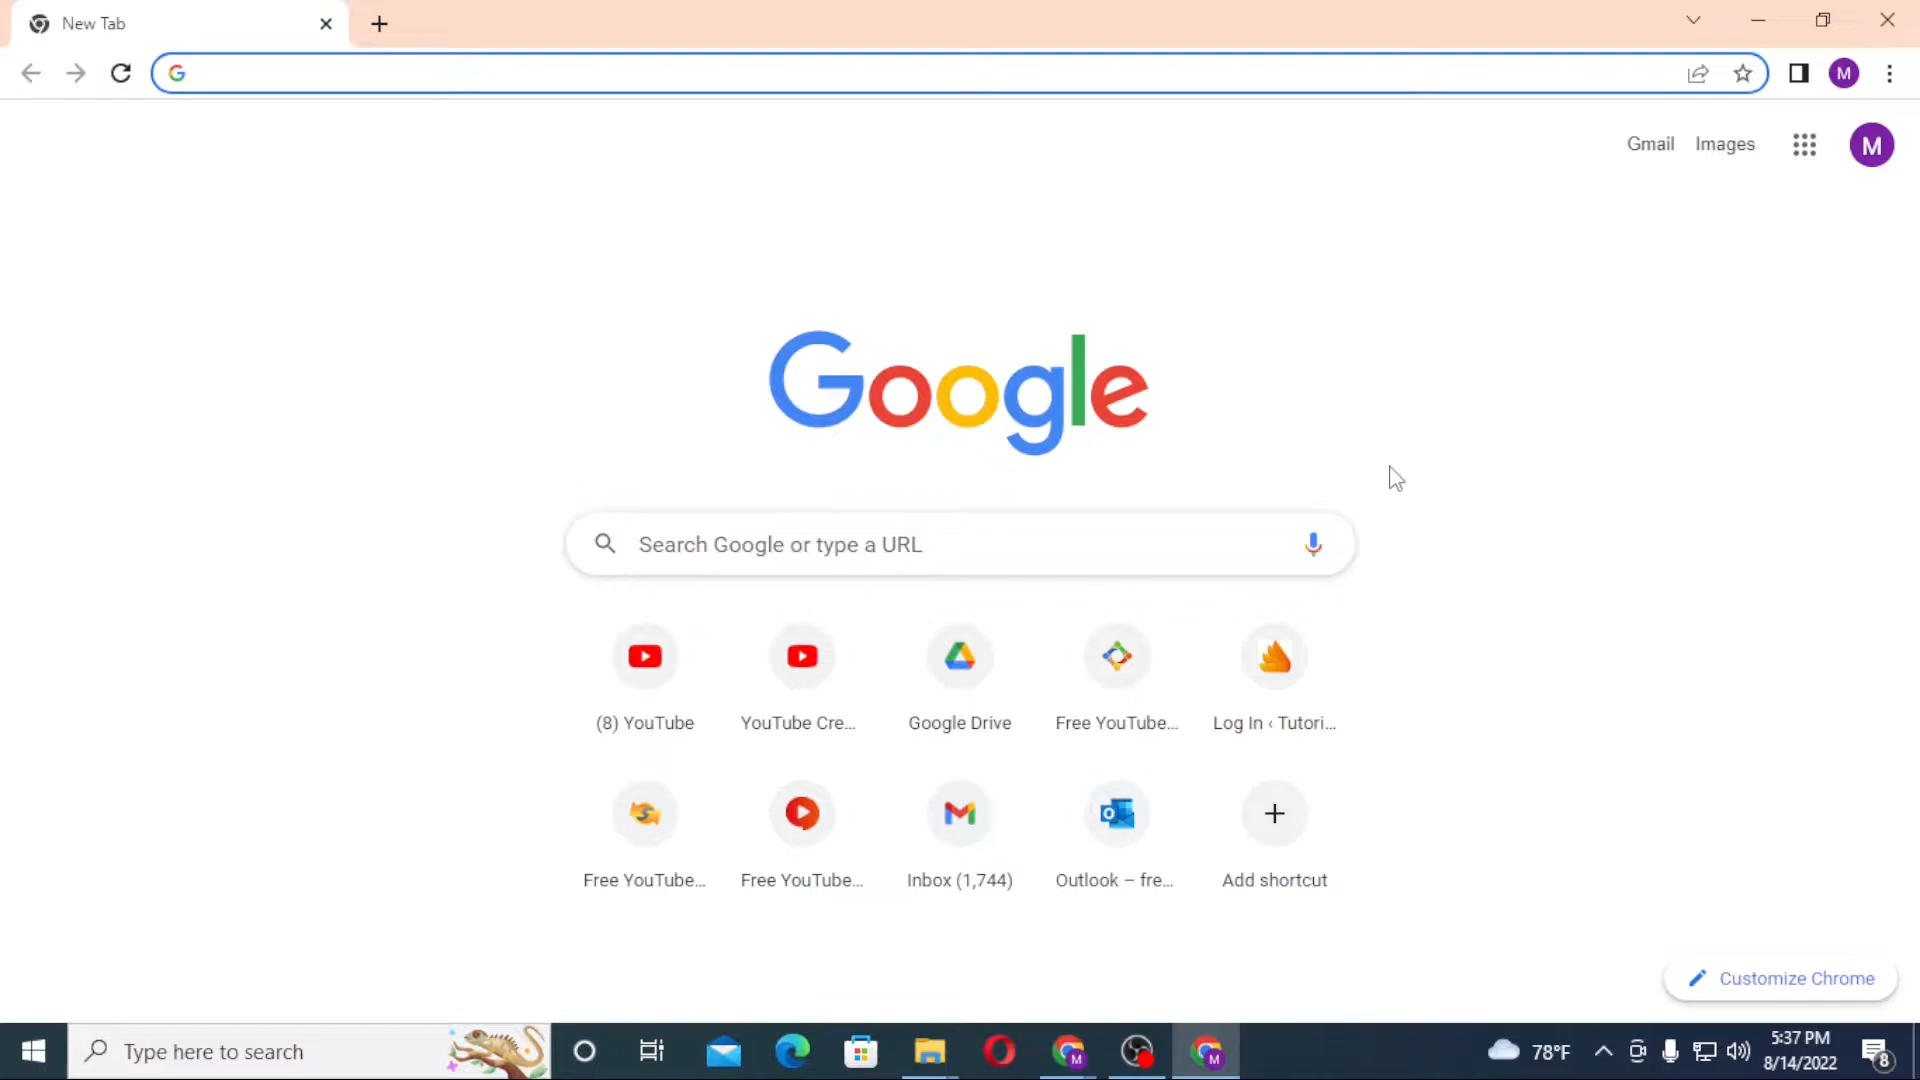 New Tab
M
Gmail Images
M
Google
Search Google or type a URL
(8) YouTube YouTube Cre... Google Drive Free YouTube... Log In ‹ Tutori...
Free YouTube... Free YouTube... Inbox (1,744) Outlook – fre... Add shortcut
Customize Chrome
Type here to search
M
M
78°F
5:37 PM
8/14/2022
8